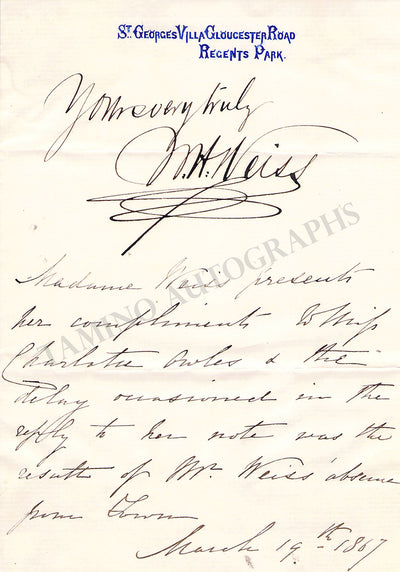 St. Georges Villa Gloucester Road
Regents Park.
Yours very truly
W.H. Weiss
Madame Weiss presents
her compliments to Miss
Charlotte Owles & the
delay occasioned in the
reply to her note was the
result of Mr. Weiss' absence
from Town
March 19th 1867
TAMINO AUTOGRAPHS